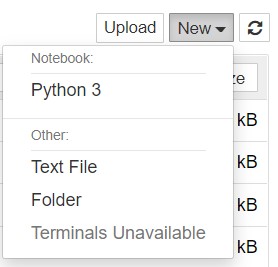 Upload New
Notebook:
ze
Python 3
kB
Other:
kB
Text File
Folder
kB
Terminals Unavailable
kB